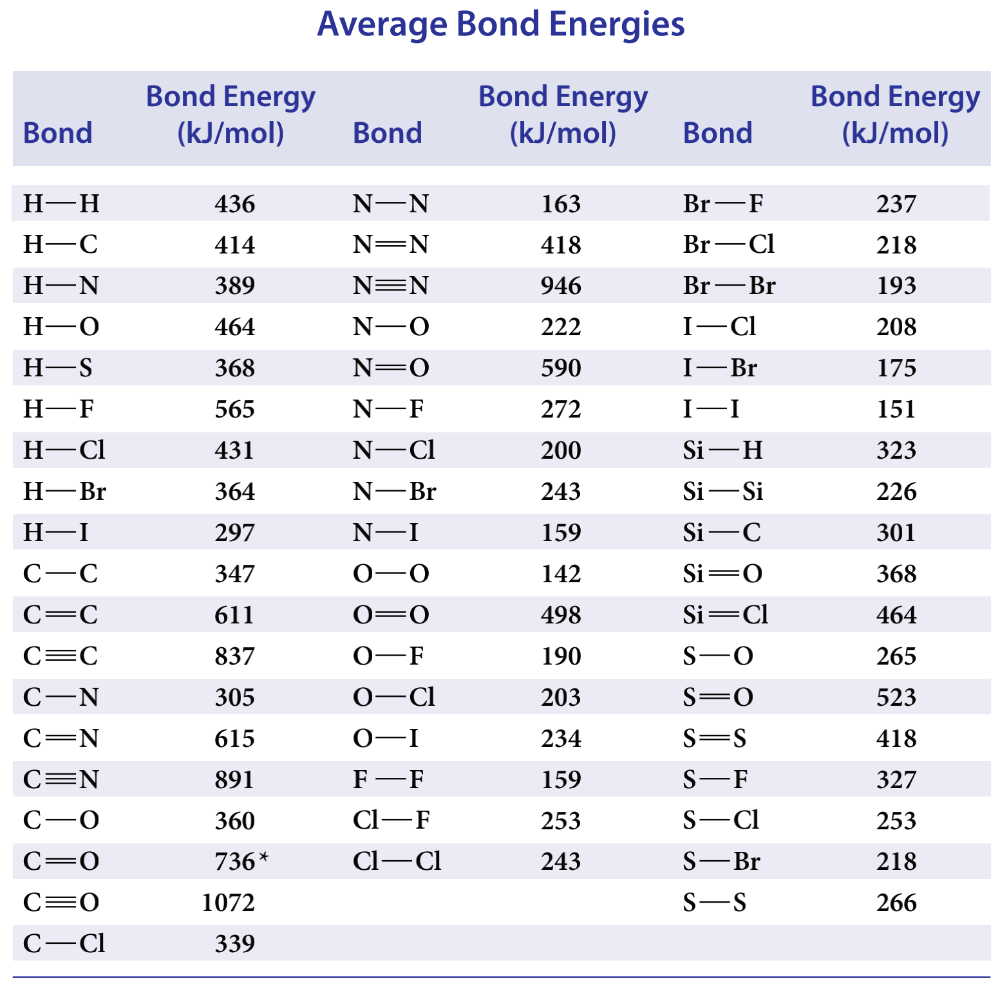 Average Bond Energies
Bond Bond Energy (kJ/mol) Bond Bond Energy (kJ/mol) Bond Bond Energy (kJ/mol)
H—H 436 N—N 163 Br—F 237
H—C 414 N=N 418 Br—Cl 218
H—N 389 N≡N 946 Br—Br 193
H—O 464 N—O 222 I—Cl 208
H—S 368 N=O 590 I—Br 175
H—F 565 N—F 272 I—I 151
H—Cl 431 N—Cl 200 Si—H 323
H—Br 364 N—Br 243 Si—Si 226
H—I 297 N—I 159 Si—C 301
C—C 347 O—O 142 Si=O 368
C=C 611 O=O 498 Si=Cl 464
C≡C 837 O—F 190 S—O 265
C—N 305 O—Cl 203 S=O 523
C=N 615 O—I 234 S=S 418
C≡N 891 F—F 159 S—F 327
C—O 360 Cl—F 253 S—Cl 253
C=O 736* Cl—Cl 243 S—Br 218
C≡O 1072 S—S 266
C—Cl 339